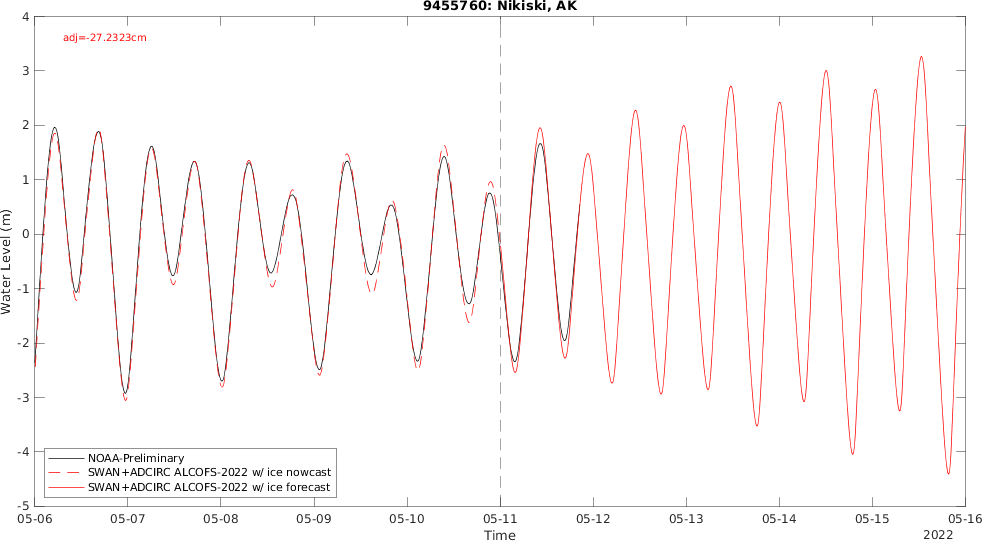 9455760: Nikiski, AK
adj=-27.2323cm
4
3
2
1
0
-1
-2
-3
-4
-5
Water Level (m)
NOAA-Preliminary
SWAN+ADCIRC ALCOFS-2022 w/ ice nowcast
SWAN+ADCIRC ALCOFS-2022 w/ ice forecast
05-06 05-07 05-08 05-09 05-10 05-11 05-12 05-13 05-14 05-15 05-16
Time
2022